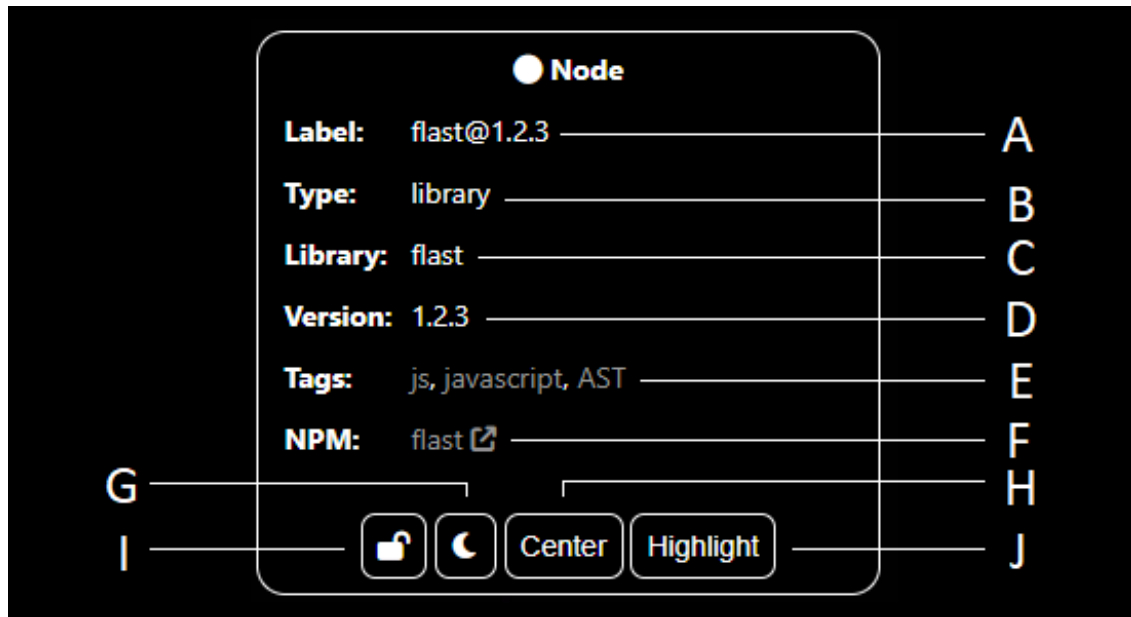 Node
Label: flast@1.2.3 A
Type: library B
Library: flast C
Version: 1.2.3 D
Tags: js, javascript, AST E
NPM: flast F
G H
I Center Highlight J